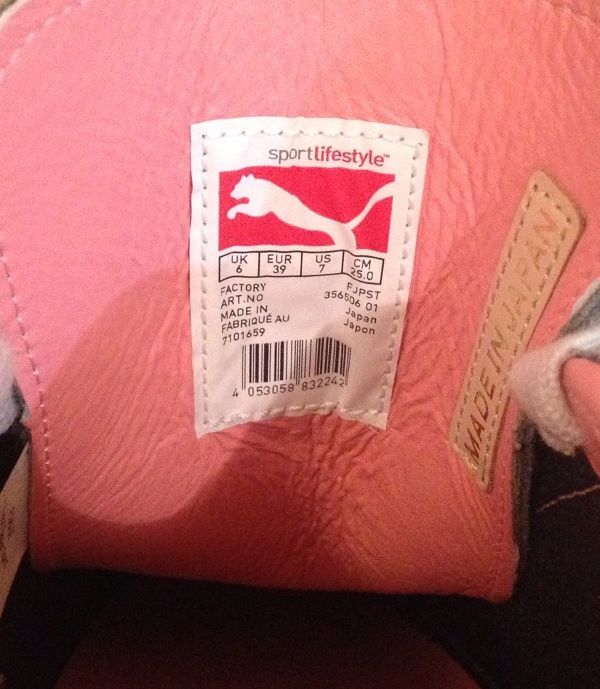 sportlifestyle™
UK EUR US CM
6 39 7 25.0
FACTORY FJPST
ART.NO 356506 01
MADE IN Japan
FABRIQUÉ AU Japon
7101659
4 053058 832242
MADE IN JAPAN